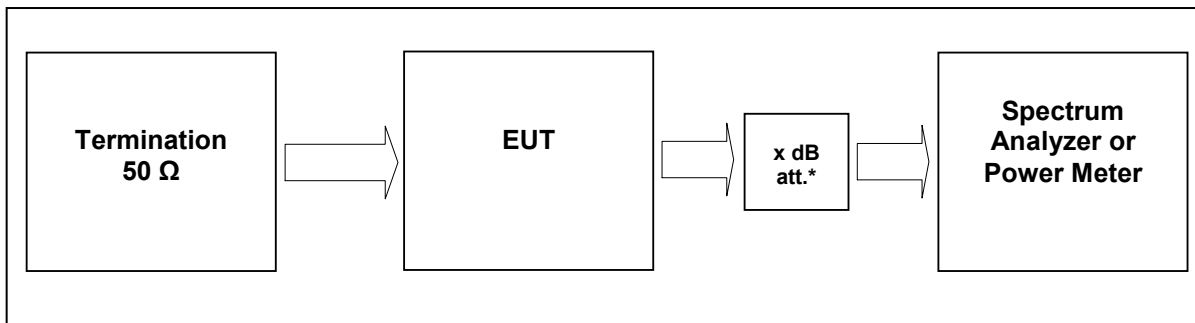 Termination
50 Ω
EUT
x dB
att.*
Spectrum
Analyzer or
Power Meter